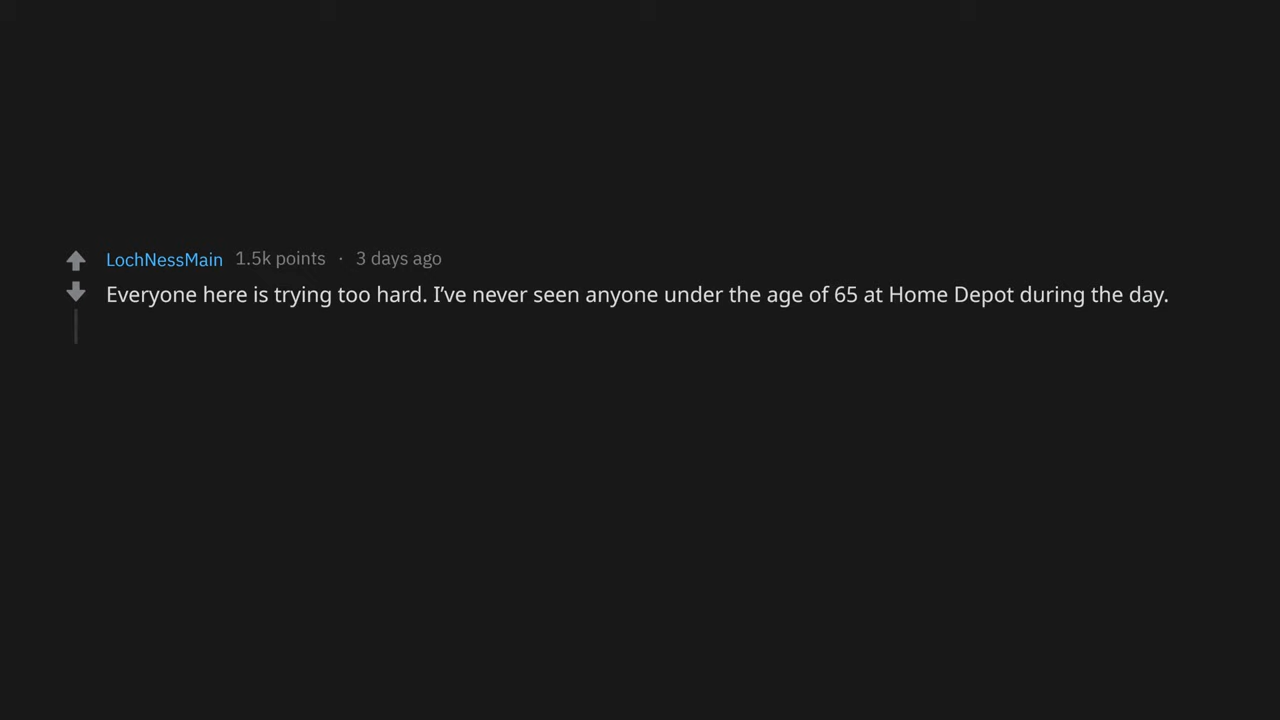 LochNessMain 1.5k points · 3 days ago
Everyone here is trying too hard. I’ve never seen anyone under the age of 65 at Home Depot during the day.